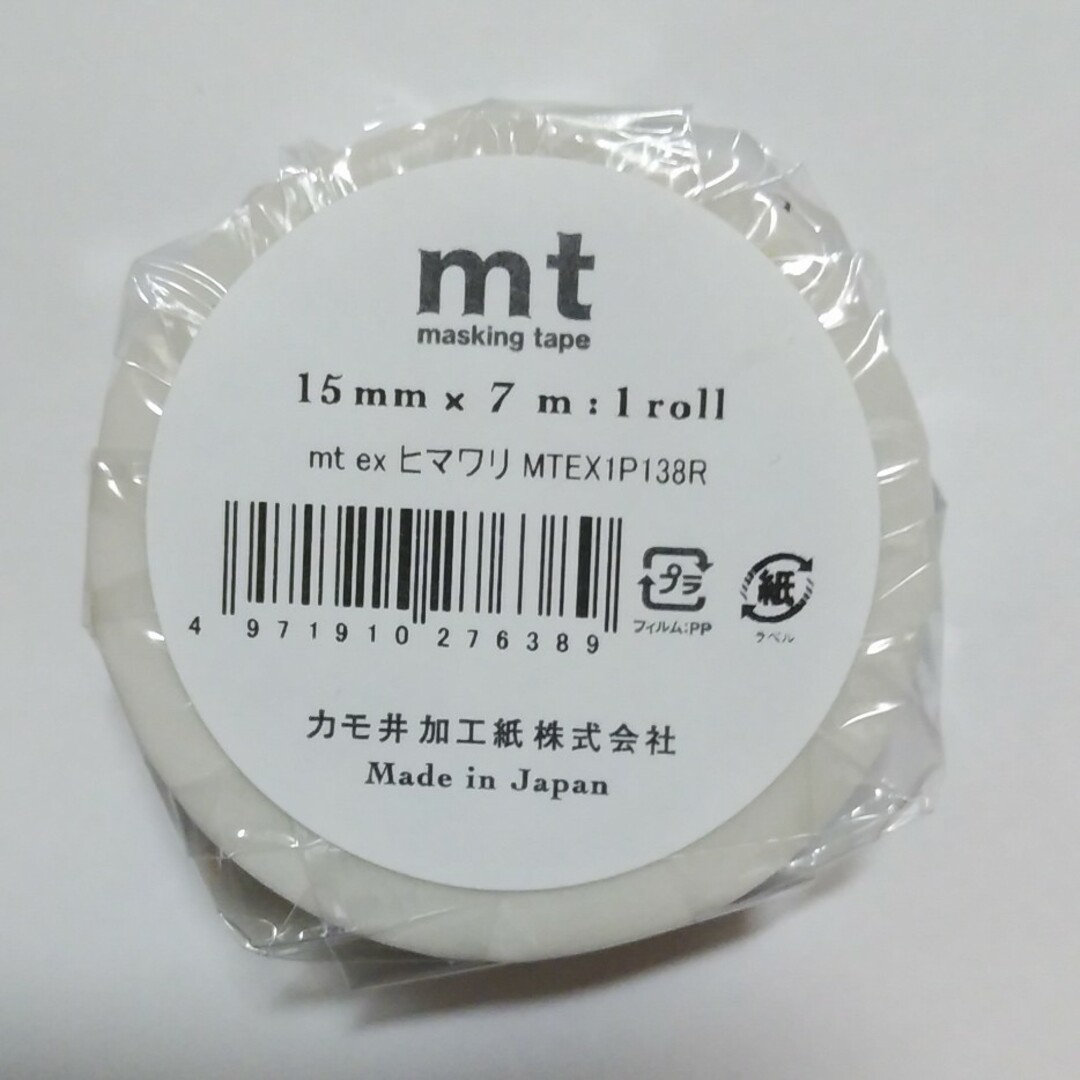 mt
masking tape
15mm × 7 m : 1 roll
mt ex ヒマワリ MTEX1P138R
4 971910 276389
プラ
フィルム:PP
紙
ラベル
カモ井加工紙株式会社
Made in Japan